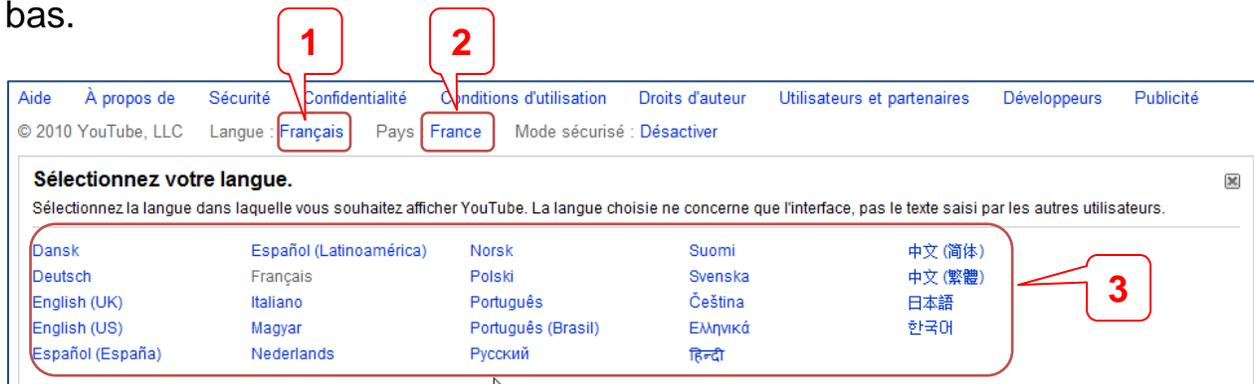 bas.
1 2
Aide À propos de Sécurité Confidentialité Conditions d'utilisation Droits d'auteur Utilisateurs et partenaires Développeurs Publicité
© 2010 YouTube, LLC Langue : Français Pays : France Mode sécurisé : Désactiver
Sélectionnez votre langue.
Sélectionnez la langue dans laquelle vous souhaitez afficher YouTube. La langue choisie ne concerne que l'interface, pas le texte saisi par les autres utilisateurs.
Dansk Español (Latinoamérica) Norsk Suomi 中文 (简体)
Deutsch Français Polski Svenska 中文 (繁體)
English (UK) Italiano Português Čeština 日本語
English (US) Magyar Português (Brasil) Ελληνικά 한국어
Español (España) Nederlands Русский हिन्दी
3